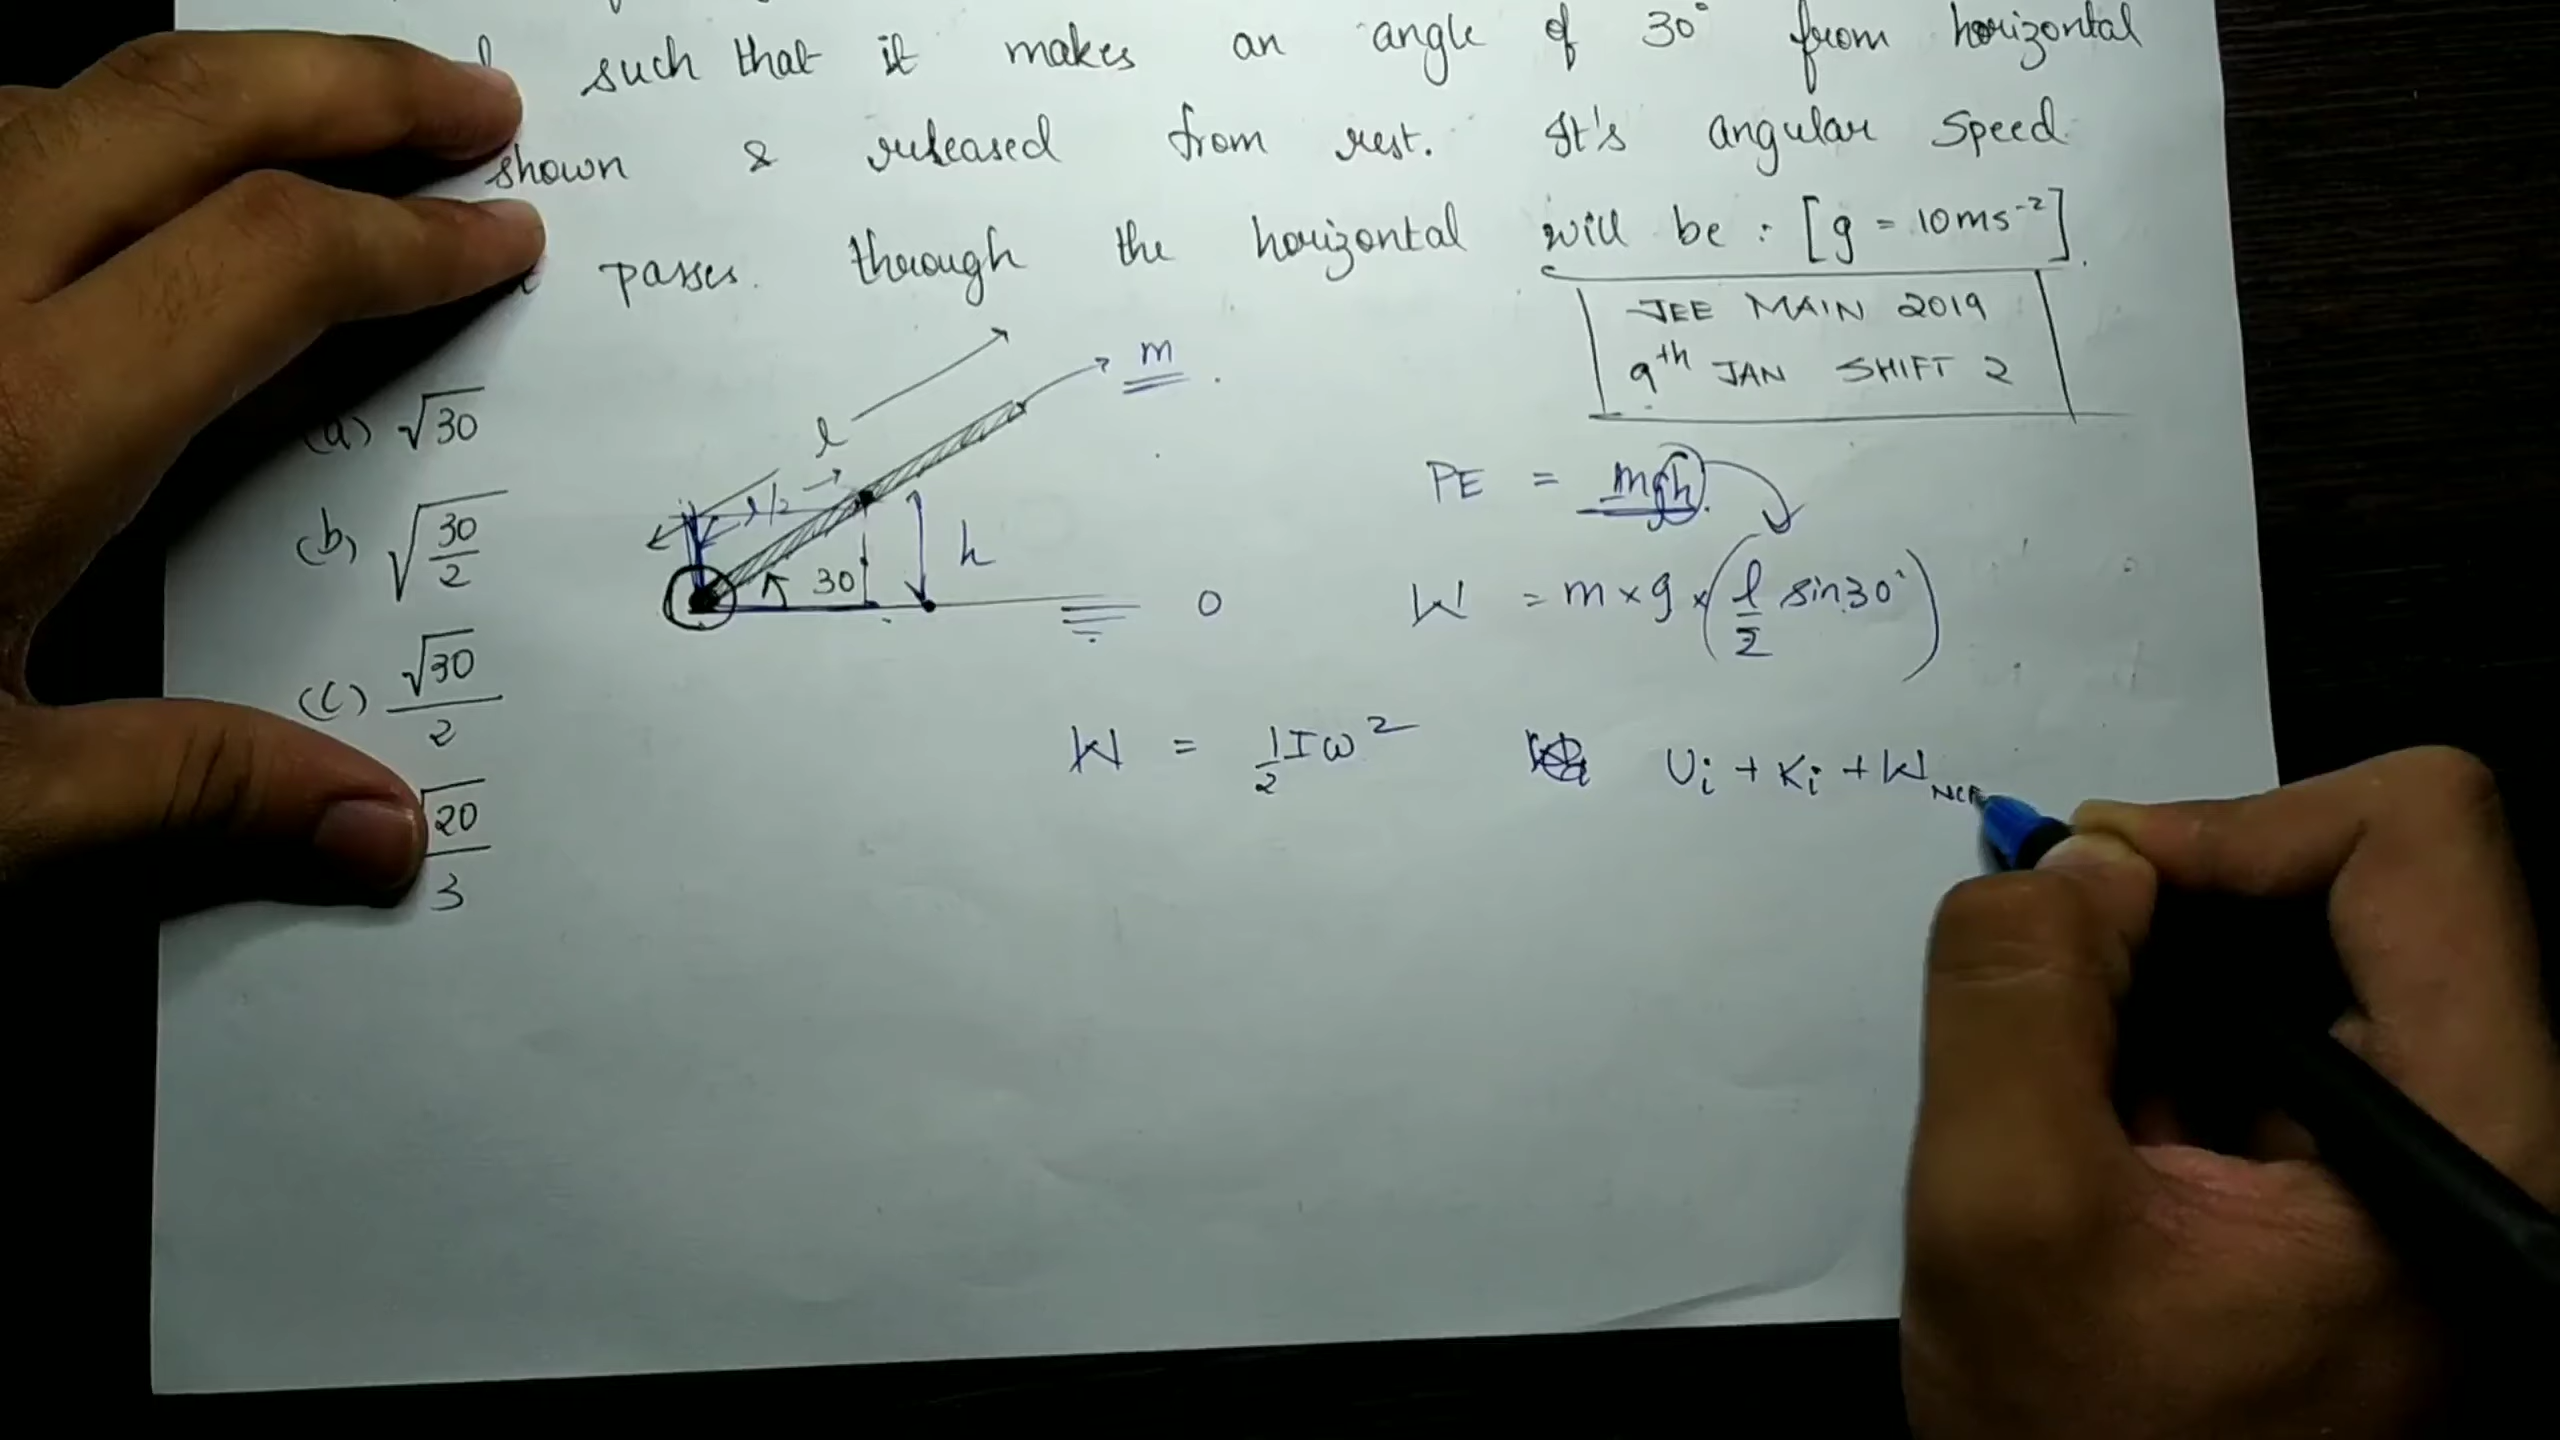 such that it makes an angle of 30° from horizontal
shown & released from rest. It's angular speed
passes through the horizontal will be : [g = 10ms⁻²].
JEE MAIN 2019
9th JAN SHIFT 2
(a) √30
(b) √(30/2)
(c) √30/2
√20/3
m
l
l/2
30
h
0
PE = mgh
W = m × g × (l/2 sin30°)
W = 1/2 Iω²
Ui + Ki + W